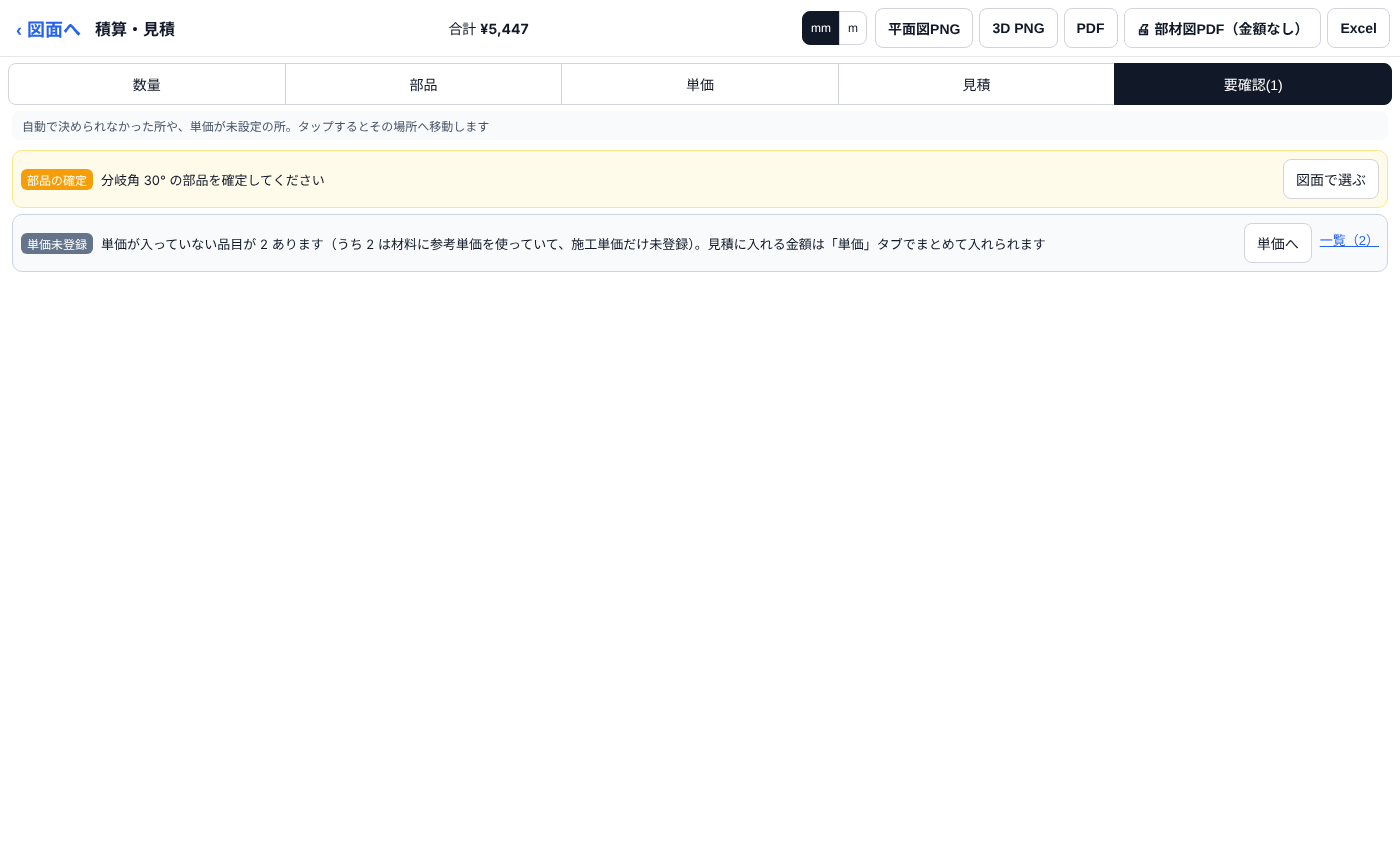 ‹ 図面へ 積算・見積 合計 ¥5,447 mm m 平面図PNG 3D PNG PDF 🖨 部材図PDF（金額なし） Excel
数量 部品 単価 見積 要確認(1)
自動で決められなかった所や、単価が未設定の所。タップするとその場所へ移動します
部品の確定 分岐角 30° の部品を確定してください 図面で選ぶ
単価未登録 単価が入っていない品目が 2 あります（うち 2 は材料に参考単価を使っていて、施工単価だけ未登録）。見積に入れる金額は「単価」タブでまとめて入れられます 単価へ 一覧（2）